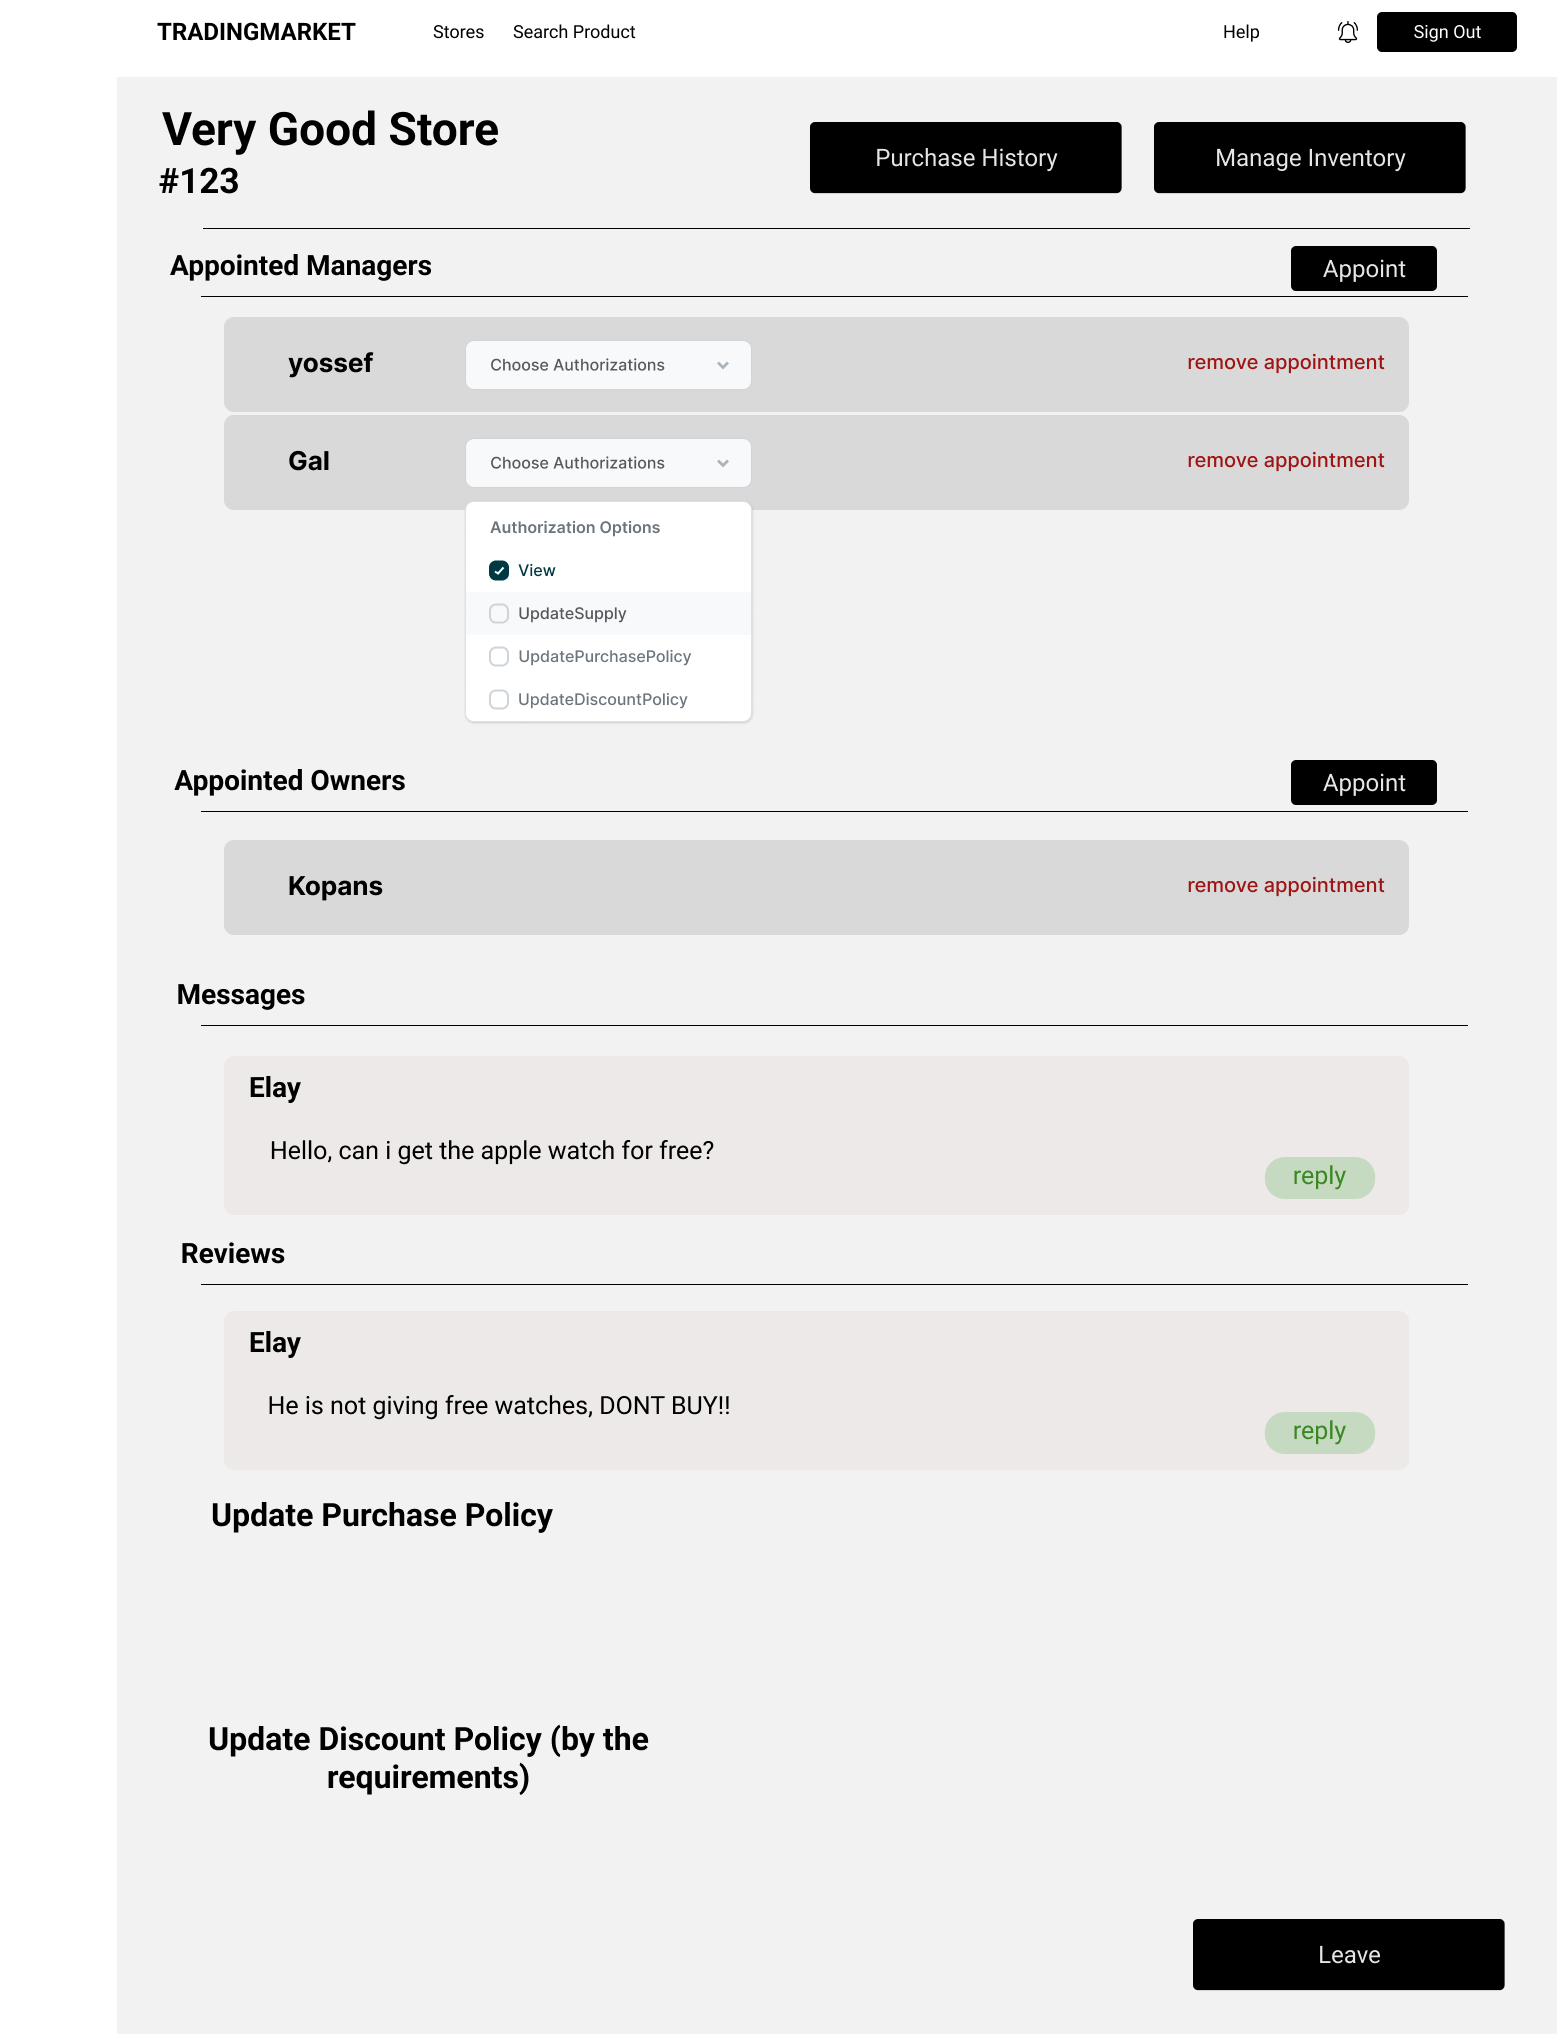 TRADINGMARKET Stores Search Product Help Sign Out
Very Good Store
#123
Purchase History Manage Inventory
Appointed Managers Appoint
yossef Choose Authorizations remove appointment
Gal Choose Authorizations remove appointment
Authorization Options
View
UpdateSupply
UpdatePurchasePolicy
UpdateDiscountPolicy
Appointed Owners Appoint
Kopans remove appointment
Messages
Elay
Hello, can i get the apple watch for free?
reply
Reviews
Elay
He is not giving free watches, DONT BUY!!
reply
Update Purchase Policy
Update Discount Policy (by the
requirements)
Leave